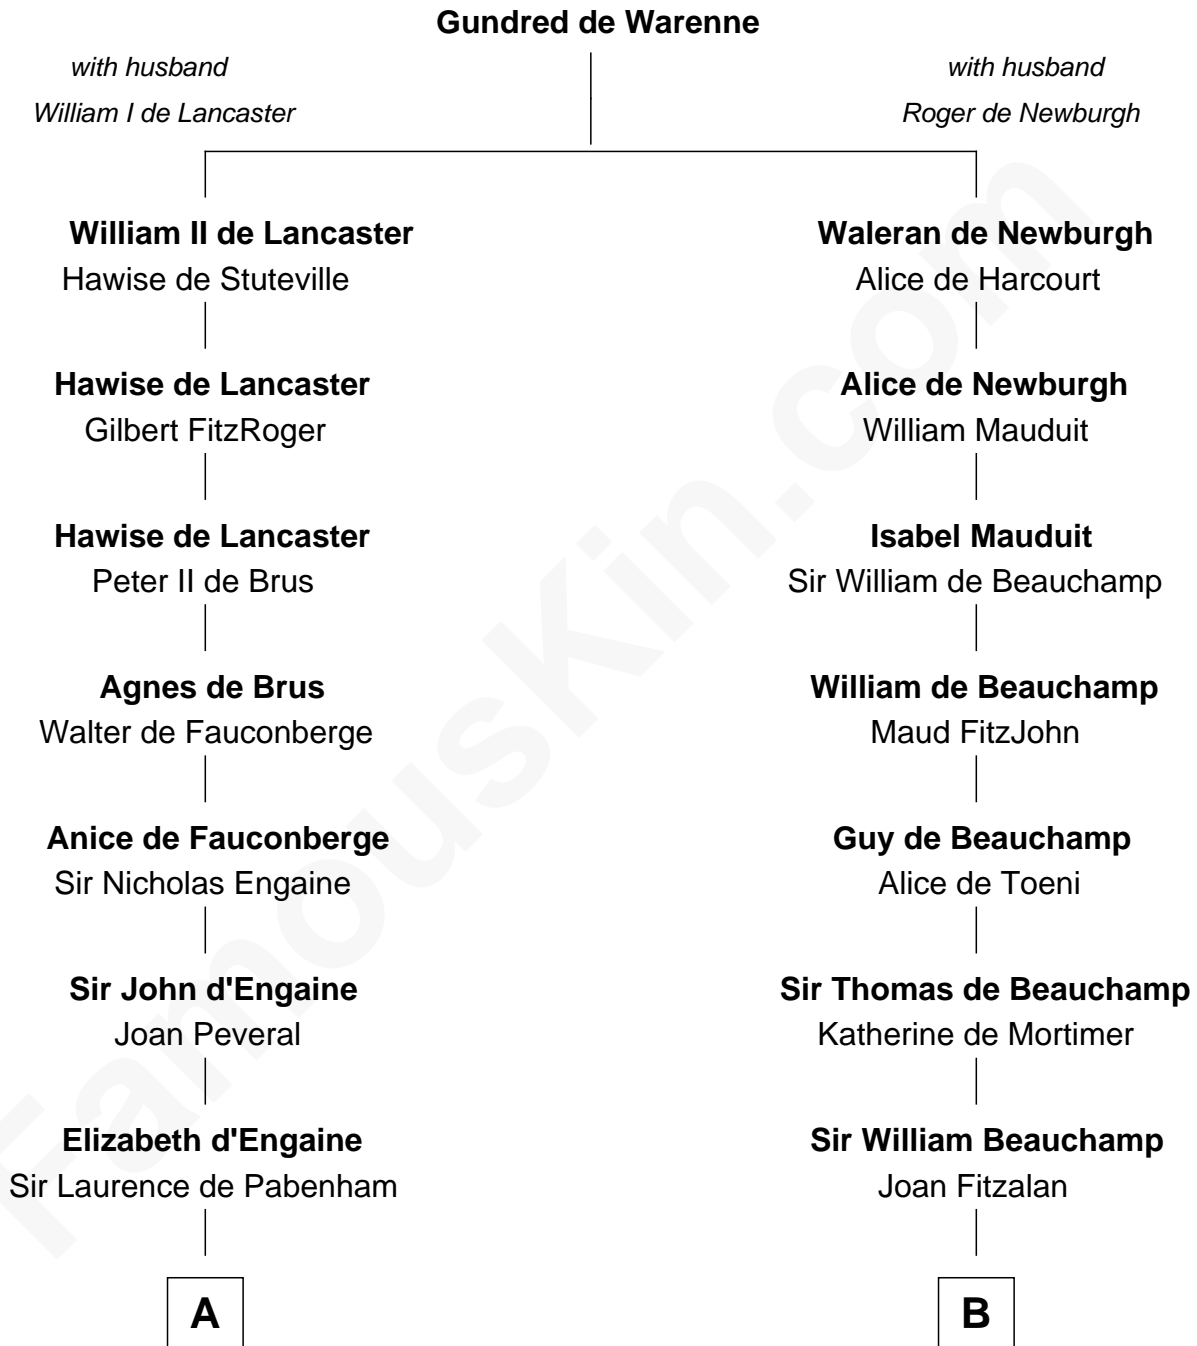 Gundred de Warenne
with husband
William I de Lancaster
with husband
Roger de Newburgh
William II de Lancaster
Hawise de Stuteville
Waleran de Newburgh
Alice de Harcourt
Hawise de Lancaster
Gilbert FitzRoger
Alice de Newburgh
William Mauduit
Hawise de Lancaster
Peter II de Brus
Isabel Mauduit
Sir William de Beauchamp
Agnes de Brus
Walter de Fauconberge
William de Beauchamp
Maud FitzJohn
Anice de Fauconberge
Sir Nicholas Engaine
Guy de Beauchamp
Alice de Toeni
Sir John d'Engaine
Joan Peveral
Sir Thomas de Beauchamp
Katherine de Mortimer
Elizabeth d'Engaine
Sir Laurence de Pabenham
Sir William Beauchamp
Joan Fitzalan
A
B
FamousKin.com